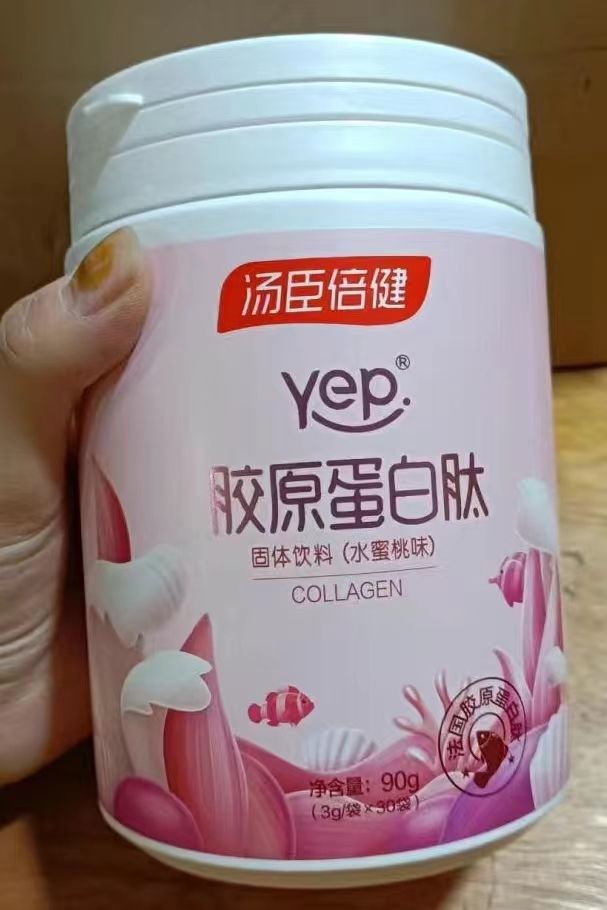 汤臣倍健
Yep.®
胶原蛋白肽
固体饮料（水蜜桃味）
COLLAGEN
法国胶原蛋白肽
净含量：90g
（3g/袋×30袋）